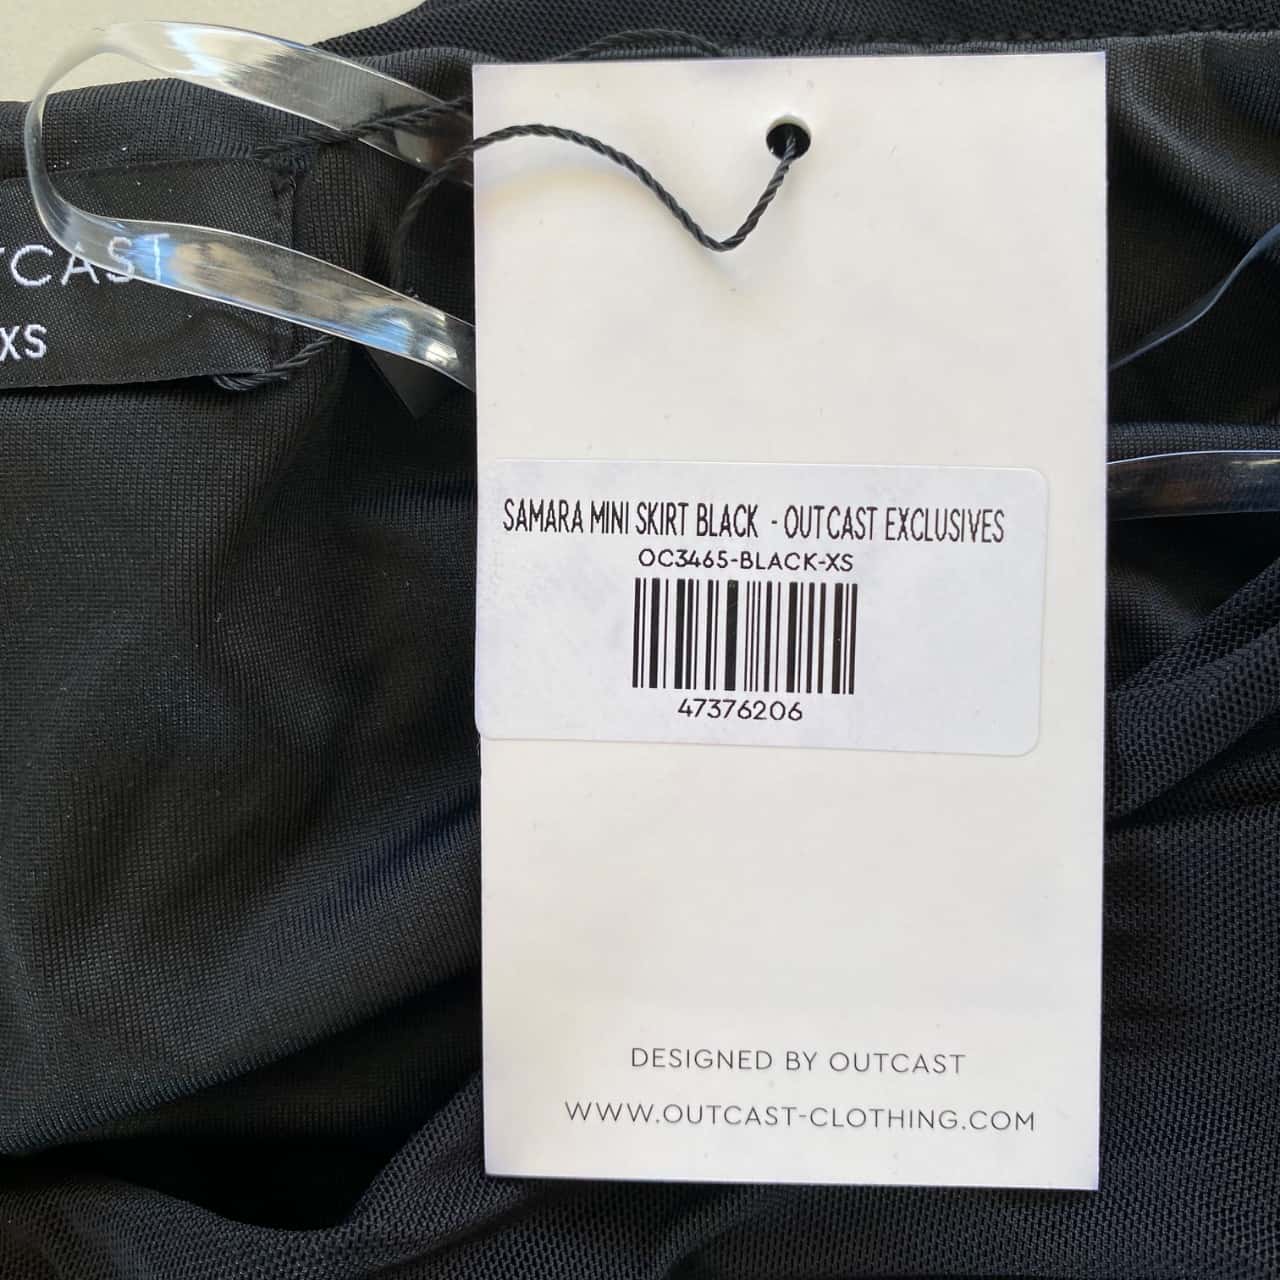 TCAST
XS
SAMARA MINI SKIRT BLACK - OUTCAST EXCLUSIVES
OC3465-BLACK-XS
47376206
DESIGNED BY OUTCAST
WWW.OUTCAST-CLOTHING.COM